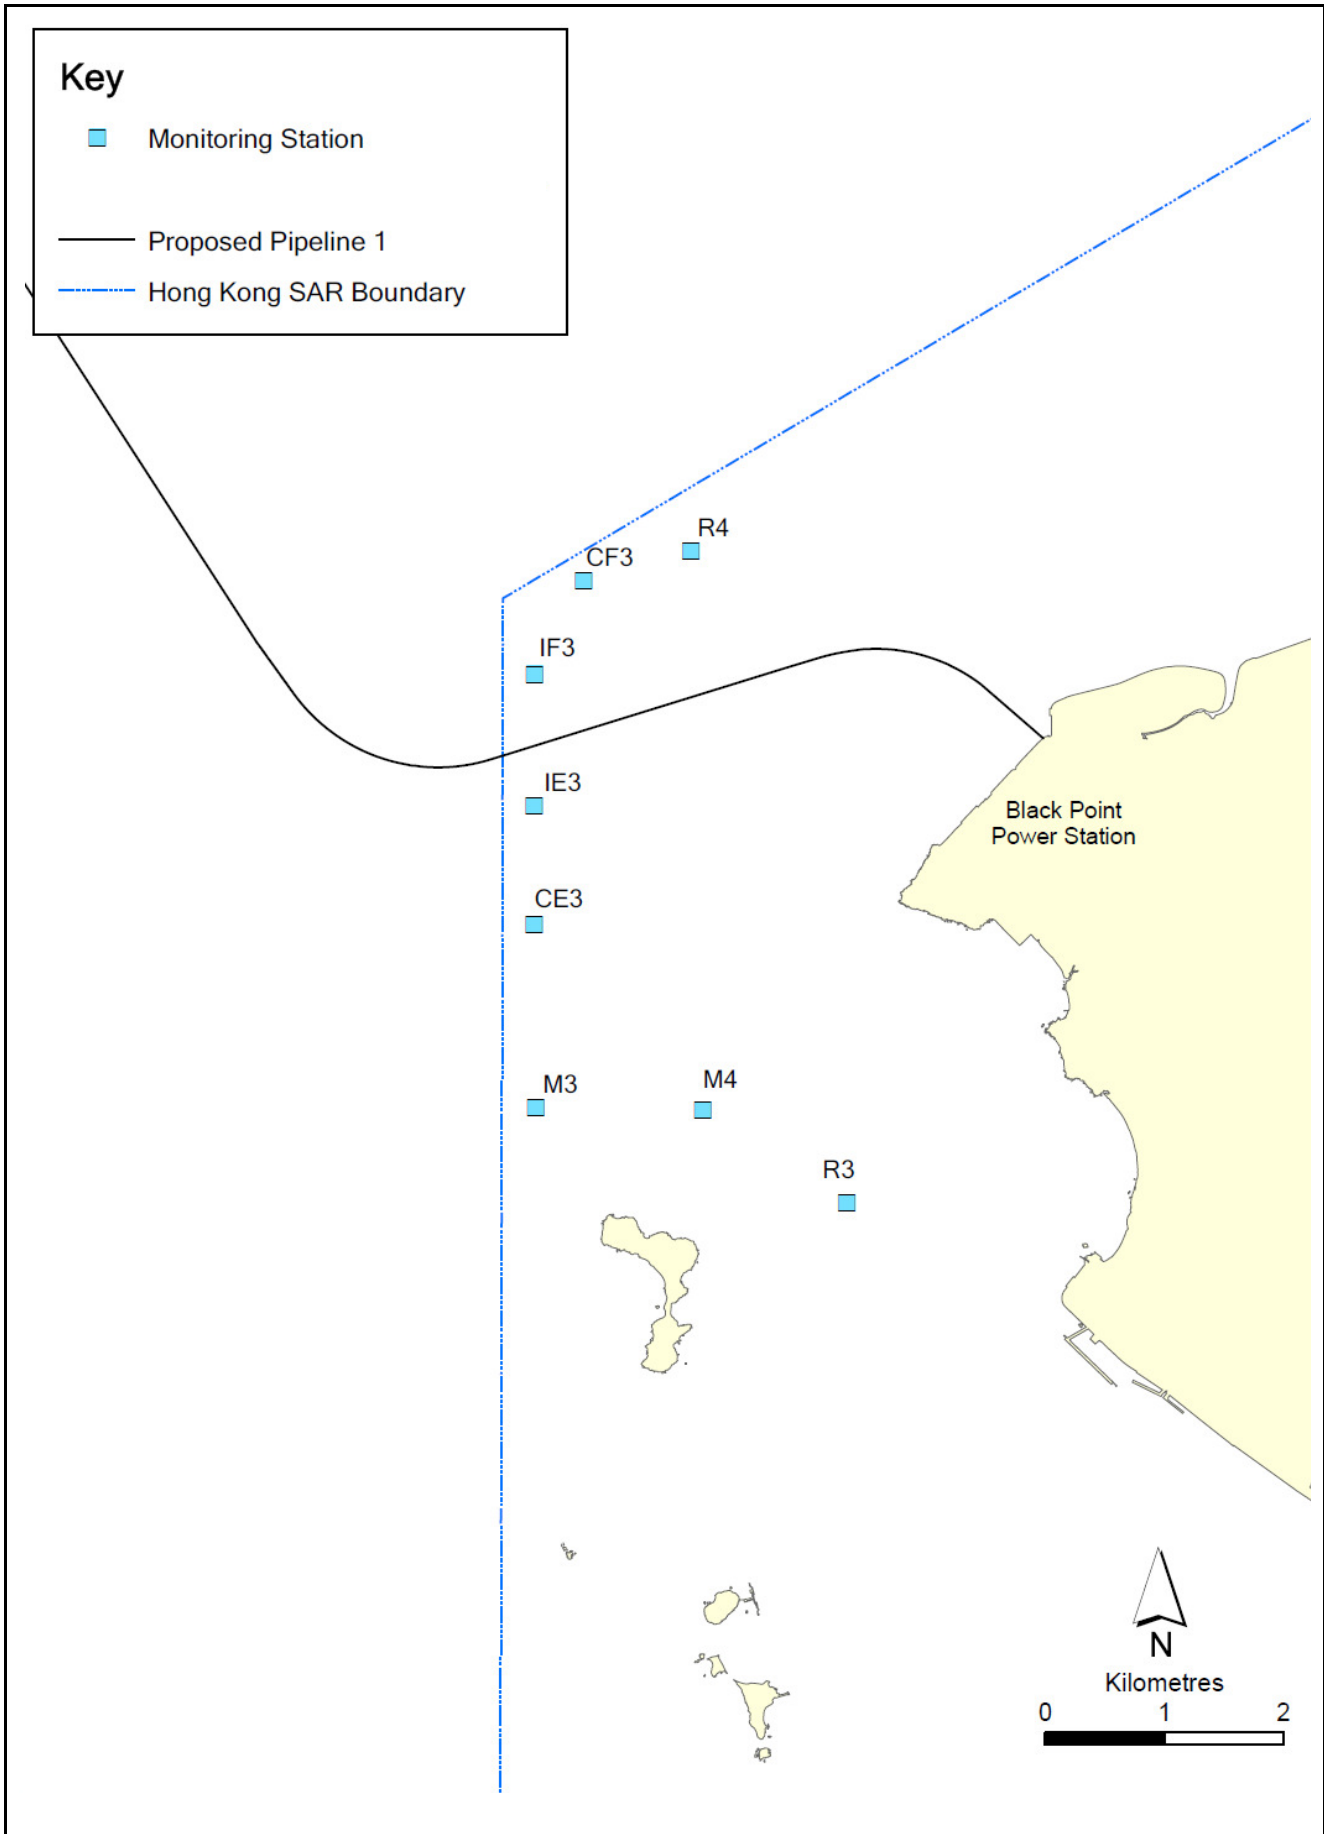 Key
Monitoring Station
Proposed Pipeline 1
Hong Kong SAR Boundary
R4
CF3
IF3
IE3
Black Point
Power Station
CE3
M3
M4
R3
N
Kilometres
0 1 2